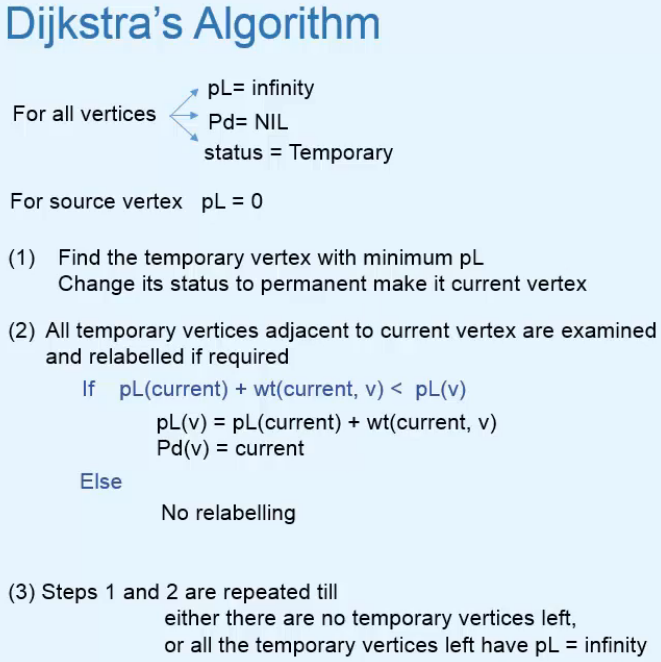 Dijkstra's Algorithm
pL= infinity
For all vertices
Pd= NIL
status = Temporary
For source vertex pL = 0
(1) Find the temporary vertex with minimum pL
Change its status to permanent make it current vertex
(2) All temporary vertices adjacent to current vertex are examined
and relabelled if required
If pL(current) + wt(current, v) < pL(v)
pL(v) = pL(current) + wt(current, v)
Pd(v) = current
Else
No relabelling
(3) Steps 1 and 2 are repeated till
either there are no temporary vertices left,
or all the temporary vertices left have pL = infinity